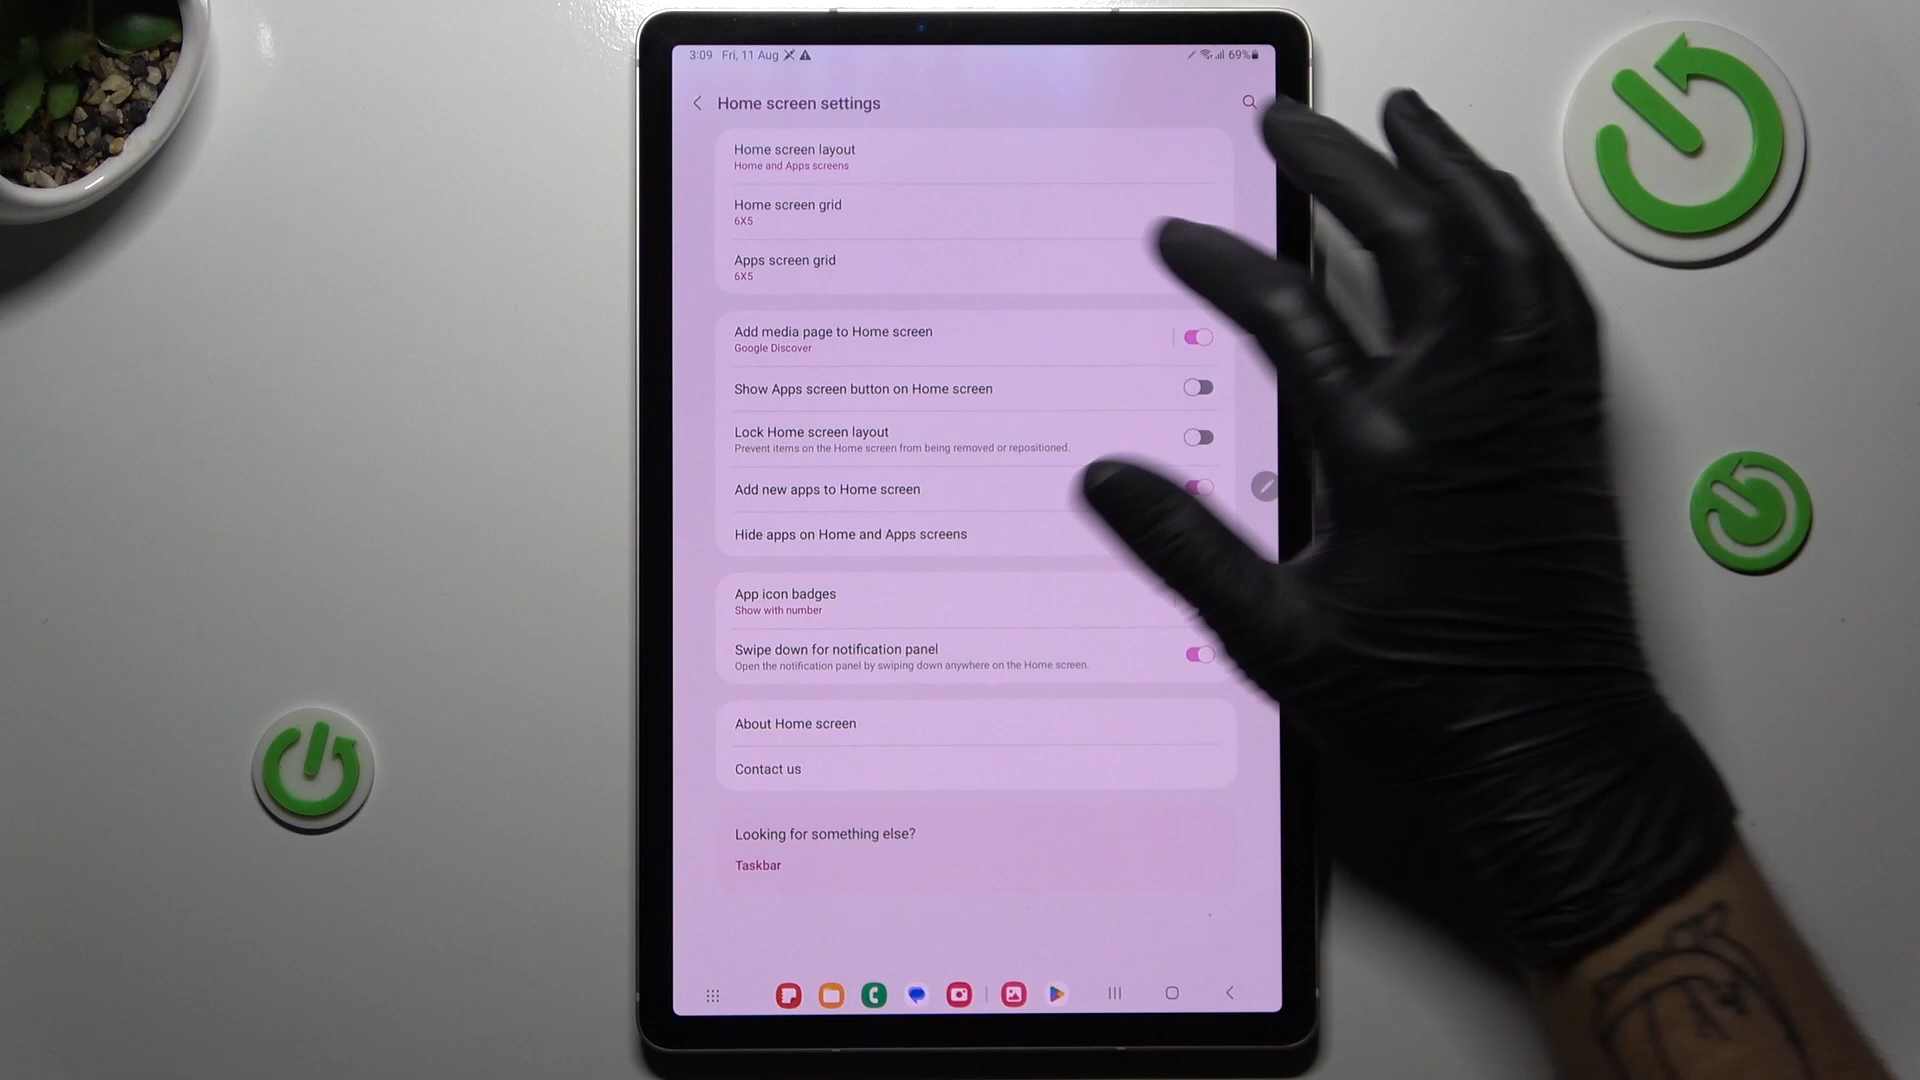 3:09 Fri, 11 Aug 69%
Home screen settings
Home screen layout
Home and Apps screens
Home screen grid
6X5
Apps screen grid
6X5
Add media page to Home screen
Google Discover
Show Apps screen button on Home screen
Lock Home screen layout
Prevent items on the Home screen from being removed or repositioned.
Add new apps to Home screen
Hide apps on Home and Apps screens
App icon badges
Show with number
Swipe down for notification panel
Open the notification panel by swiping down anywhere on the Home screen.
About Home screen
Contact us
Looking for something else?
Taskbar